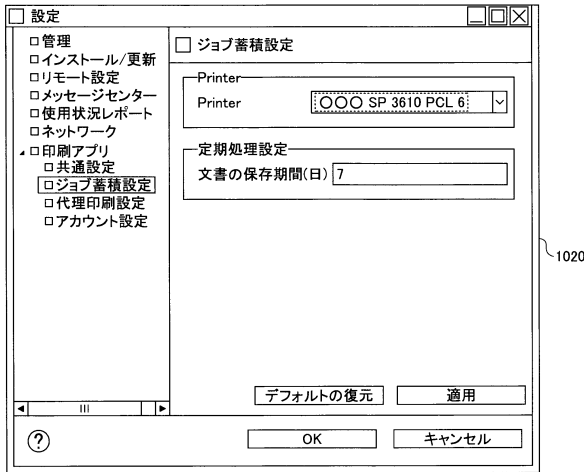 設定
管理
インストール/更新
リモート設定
メッセージセンター
使用状況レポート
ネットワーク
印刷アプリ
共通設定
ジョブ蓄積設定
代理印刷設定
アカウント設定
ジョブ蓄積設定
Printer
Printer
○○○ SP 3610 PCL 6
定期処理設定
文書の保存期間(日) 7
デフォルトの復元
適用
?
OK
キャンセル
1020